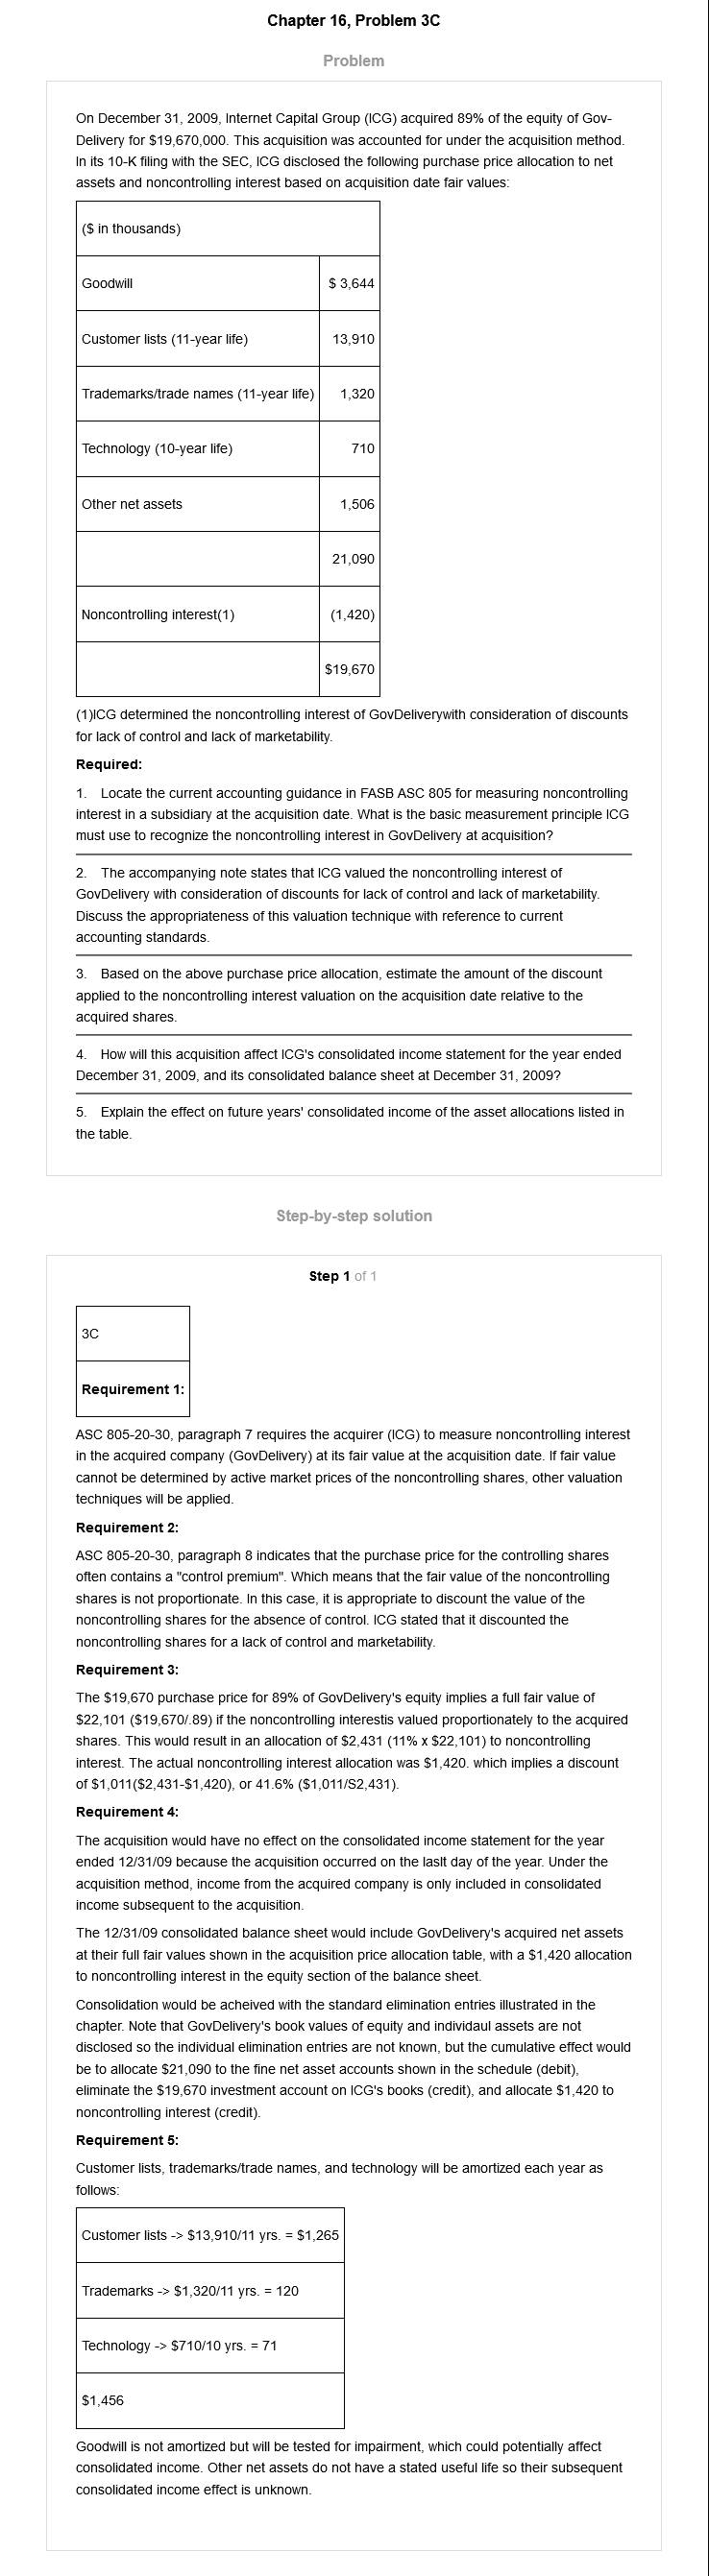 Chapter 16, Problem 3C
Problem
On December 31, 2009, Internet Capital Group (ICG) acquired 89% of the equity of Gov-
Delivery for $19,670,000. This acquisition was accounted for under the acquisition method.
In its 10-K filing with the SEC, ICG disclosed the following purchase price allocation to net
assets and noncontrolling interest based on acquisition date fair values:
($ in thousands)
Goodwill $ 3,644
Customer lists (11-year life) 13,910
Trademarks/trade names (11-year life) 1,320
Technology (10-year life) 710
Other net assets 1,506
21,090
Noncontrolling interest(1) (1,420)
$19,670
(1)ICG determined the noncontrolling interest of GovDeliverywith consideration of discounts
for lack of control and lack of marketability.
Required:
1. Locate the current accounting guidance in FASB ASC 805 for measuring noncontrolling
interest in a subsidiary at the acquisition date. What is the basic measurement principle ICG
must use to recognize the noncontrolling interest in GovDelivery at acquisition?
2. The accompanying note states that ICG valued the noncontrolling interest of
GovDelivery with consideration of discounts for lack of control and lack of marketability.
Discuss the appropriateness of this valuation technique with reference to current
accounting standards.
3. Based on the above purchase price allocation, estimate the amount of the discount
applied to the noncontrolling interest valuation on the acquisition date relative to the
acquired shares.
4. How will this acquisition affect ICG's consolidated income statement for the year ended
December 31, 2009, and its consolidated balance sheet at December 31, 2009?
5. Explain the effect on future years' consolidated income of the asset allocations listed in
the table.
Step-by-step solution
Step 1 of 1
3C
Requirement 1:
ASC 805-20-30, paragraph 7 requires the acquirer (ICG) to measure noncontrolling interest
in the acquired company (GovDelivery) at its fair value at the acquisition date. If fair value
cannot be determined by active market prices of the noncontrolling shares, other valuation
techniques will be applied.
Requirement 2:
ASC 805-20-30, paragraph 8 indicates that the purchase price for the controlling shares
often contains a "control premium". Which means that the fair value of the noncontrolling
shares is not proportionate. In this case, it is appropriate to discount the value of the
noncontrolling shares for the absence of control. ICG stated that it discounted the
noncontrolling shares for a lack of control and marketability.
Requirement 3:
The $19,670 purchase price for 89% of GovDelivery's equity implies a full fair value of
$22,101 ($19,670/.89) if the noncontrolling interestis valued proportionately to the acquired
shares. This would result in an allocation of $2,431 (11% x $22,101) to noncontrolling
interest. The actual noncontrolling interest allocation was $1,420. which implies a discount
of $1,011($2,431-$1,420), or 41.6% ($1,011/S2,431).
Requirement 4:
The acquisition would have no effect on the consolidated income statement for the year
ended 12/31/09 because the acquisition occurred on the laslt day of the year. Under the
acquisition method, income from the acquired company is only included in consolidated
income subsequent to the acquisition.
The 12/31/09 consolidated balance sheet would include GovDelivery's acquired net assets
at their full fair values shown in the acquisition price allocation table, with a $1,420 allocation
to noncontrolling interest in the equity section of the balance sheet.
Consolidation would be acheived with the standard elimination entries illustrated in the
chapter. Note that GovDelivery's book values of equity and individaul assets are not
disclosed so the individual elimination entries are not known, but the cumulative effect would
be to allocate $21,090 to the fine net asset accounts shown in the schedule (debit),
eliminate the $19,670 investment account on ICG's books (credit), and allocate $1,420 to
noncontrolling interest (credit).
Requirement 5:
Customer lists, trademarks/trade names, and technology will be amortized each year as
follows:
Customer lists -> $13,910/11 yrs. = $1,265
Trademarks -> $1,320/11 yrs. = 120
Technology -> $710/10 yrs. = 71
$1,456
Goodwill is not amortized but will be tested for impairment, which could potentially affect
consolidated income. Other net assets do not have a stated useful life so their subsequent
consolidated income effect is unknown.